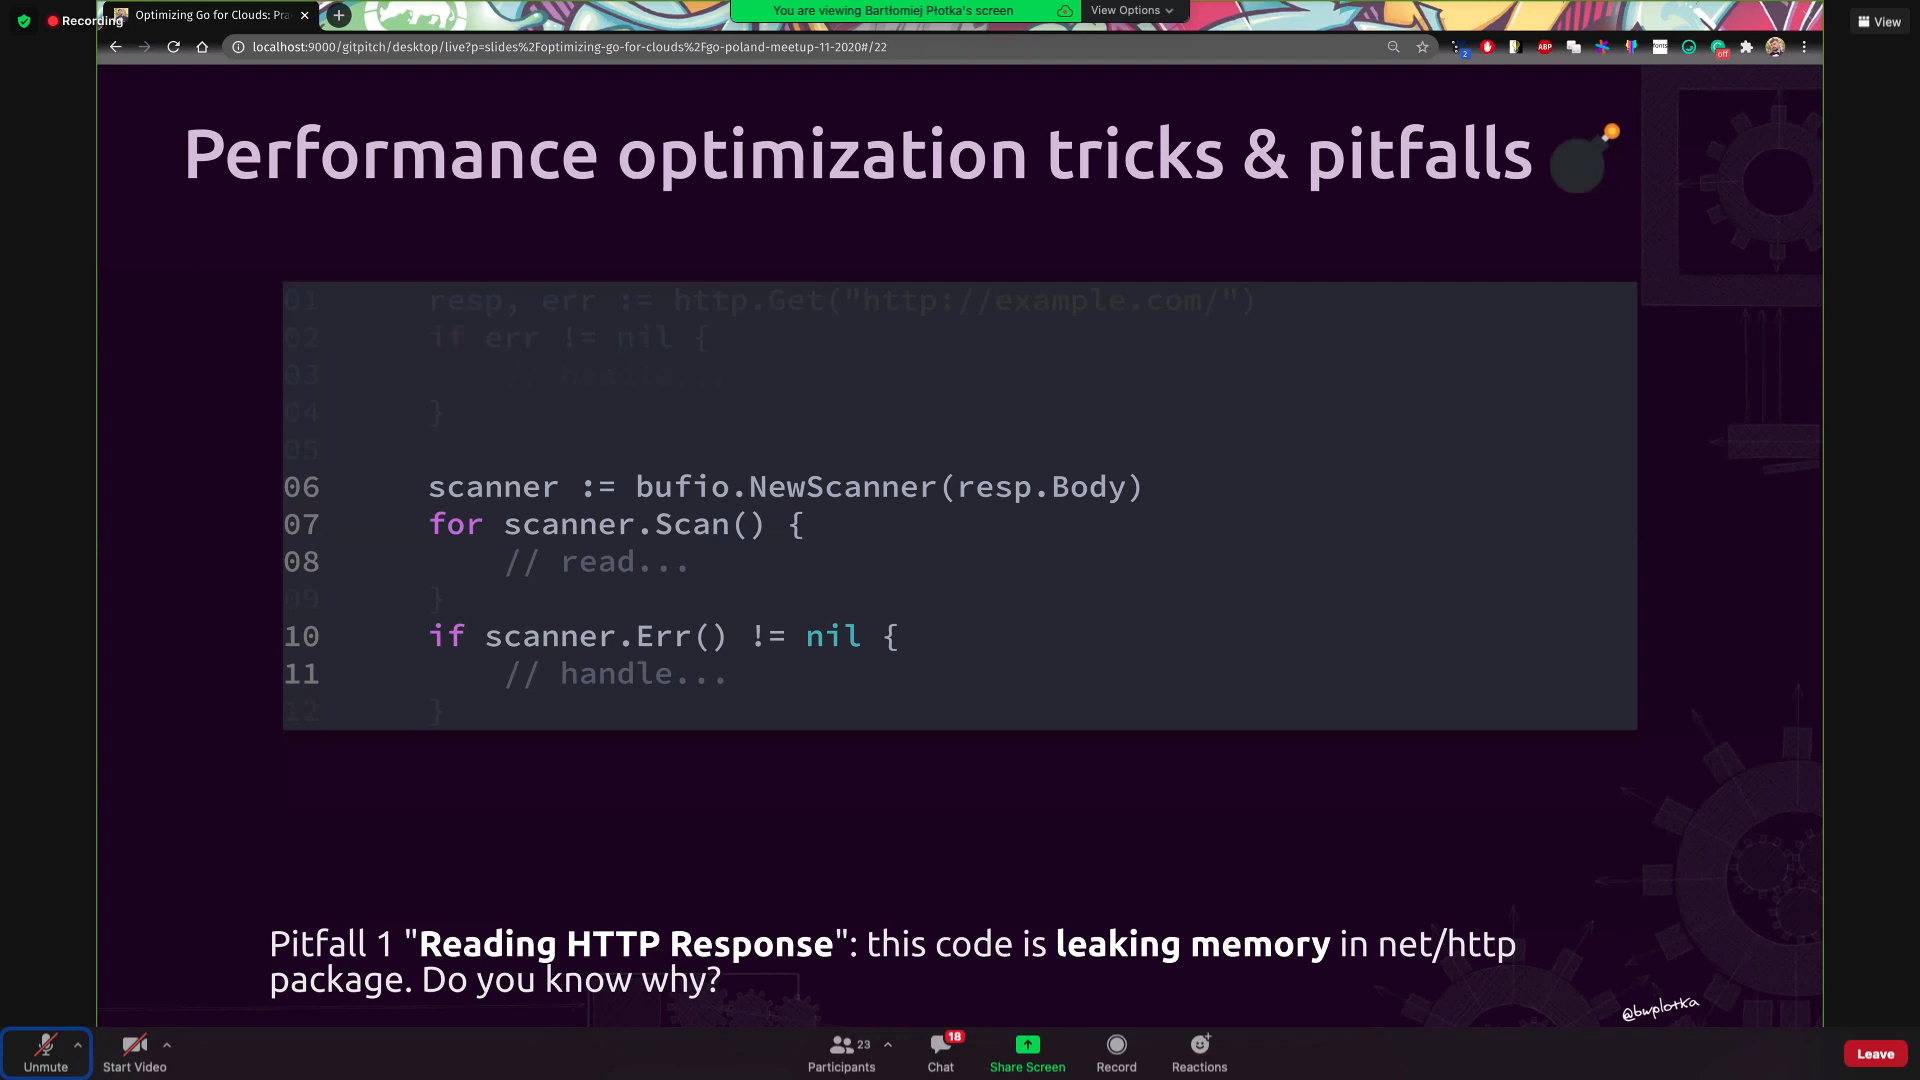 Recording
Optimizing Go for Clouds: Pra
You are viewing Bartłomiej Płotka's screen
View Options
View
localhost:9000/gitpitch/desktop/live?p=slides%2Foptimizing-go-for-clouds%2Fgo-poland-meetup-11-2020#/22
2
ABP
fonts
off
Performance optimization tricks & pitfalls
01 resp, err := http.Get("http://example.com/")
02 if err != nil {
03 // handle...
04 }
05
06 scanner := bufio.NewScanner(resp.Body)
07 for scanner.Scan() {
08 // read...
09 }
10 if scanner.Err() != nil {
11 // handle...
12 }
Pitfall 1 "Reading HTTP Response": this code is leaking memory in net/http
package. Do you know why?
@bwplotka
23
18
Unmute
Start Video
Participants
Chat
Share Screen
Record
Reactions
Leave